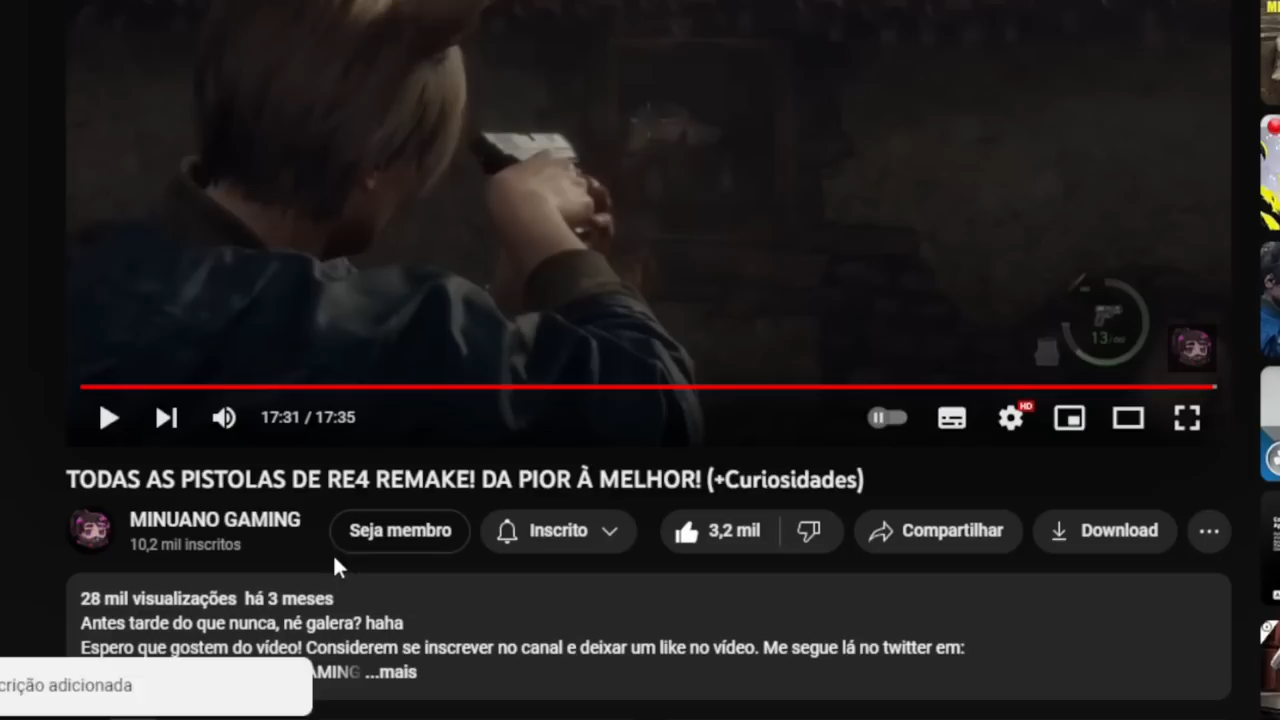 13
HD
17:31 / 17:35
TODAS AS PISTOLAS DE RE4 REMAKE! DA PIOR À MELHOR! (+Curiosidades)
MINUANO GAMING
10,2 mil inscritos
Seja membro
Inscrito
3,2 mil
Compartilhar
Download
28 mil visualizações há 3 meses
Antes tarde do que nunca, né galera? haha
Espero que gostem do vídeo! Considerem se inscrever no canal e deixar um like no vídeo. Me segue lá no twitter em:
AMING ...mais
crição adicionada